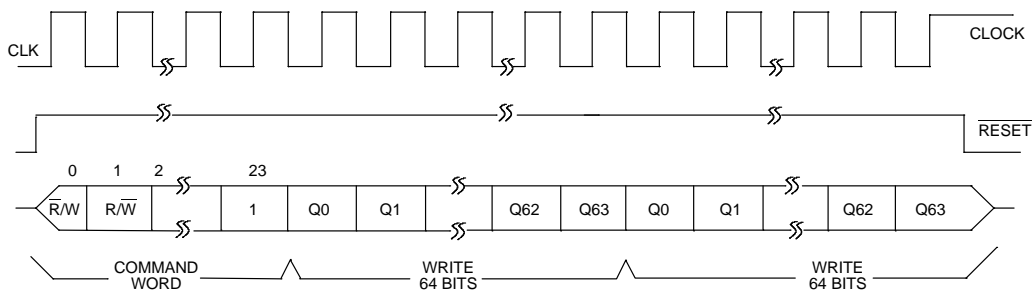 CLK
CLOCK
R̅E̅S̅E̅T̅
0 1 2 23
R̅/W R/W̅ 1 Q0 Q1 Q62 Q63 Q0 Q1 Q62 Q63
COMMAND WORD
WRITE 64 BITS
WRITE 64 BITS